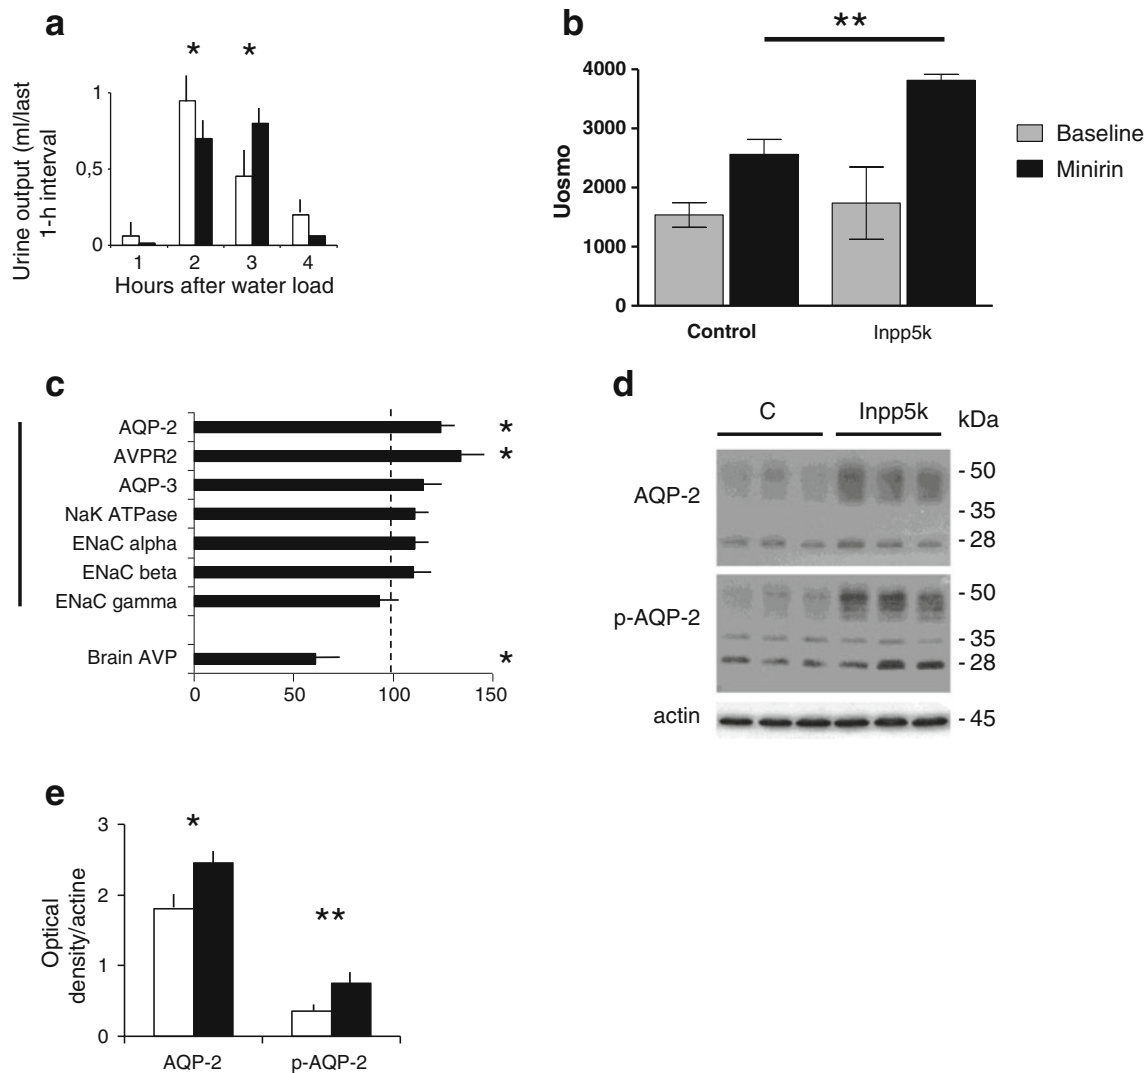 a
* *
Urine output (ml/last
1-h interval
1
0,5
0
1 2 3 4
Hours after water load
b
**
Uosmo
4000
3000
2000
1000
0
Control Inpp5k
Baseline
Minirin
c
AQP-2 *
AVPR2 *
AQP-3
NaK ATPase
ENaC alpha
ENaC beta
ENaC gamma
Brain AVP *
0 50 100 150
d
C Inpp5k kDa
AQP-2
- 50
- 35
- 28
p-AQP-2
- 50
- 35
- 28
actin - 45
e
Optical
density/actine
3
2
1
0
*
**
AQP-2 p-AQP-2